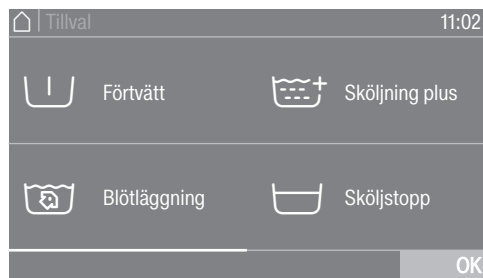 Tillval 11:02
Förtvätt Sköljning plus
Blötläggning Sköljstopp
OK